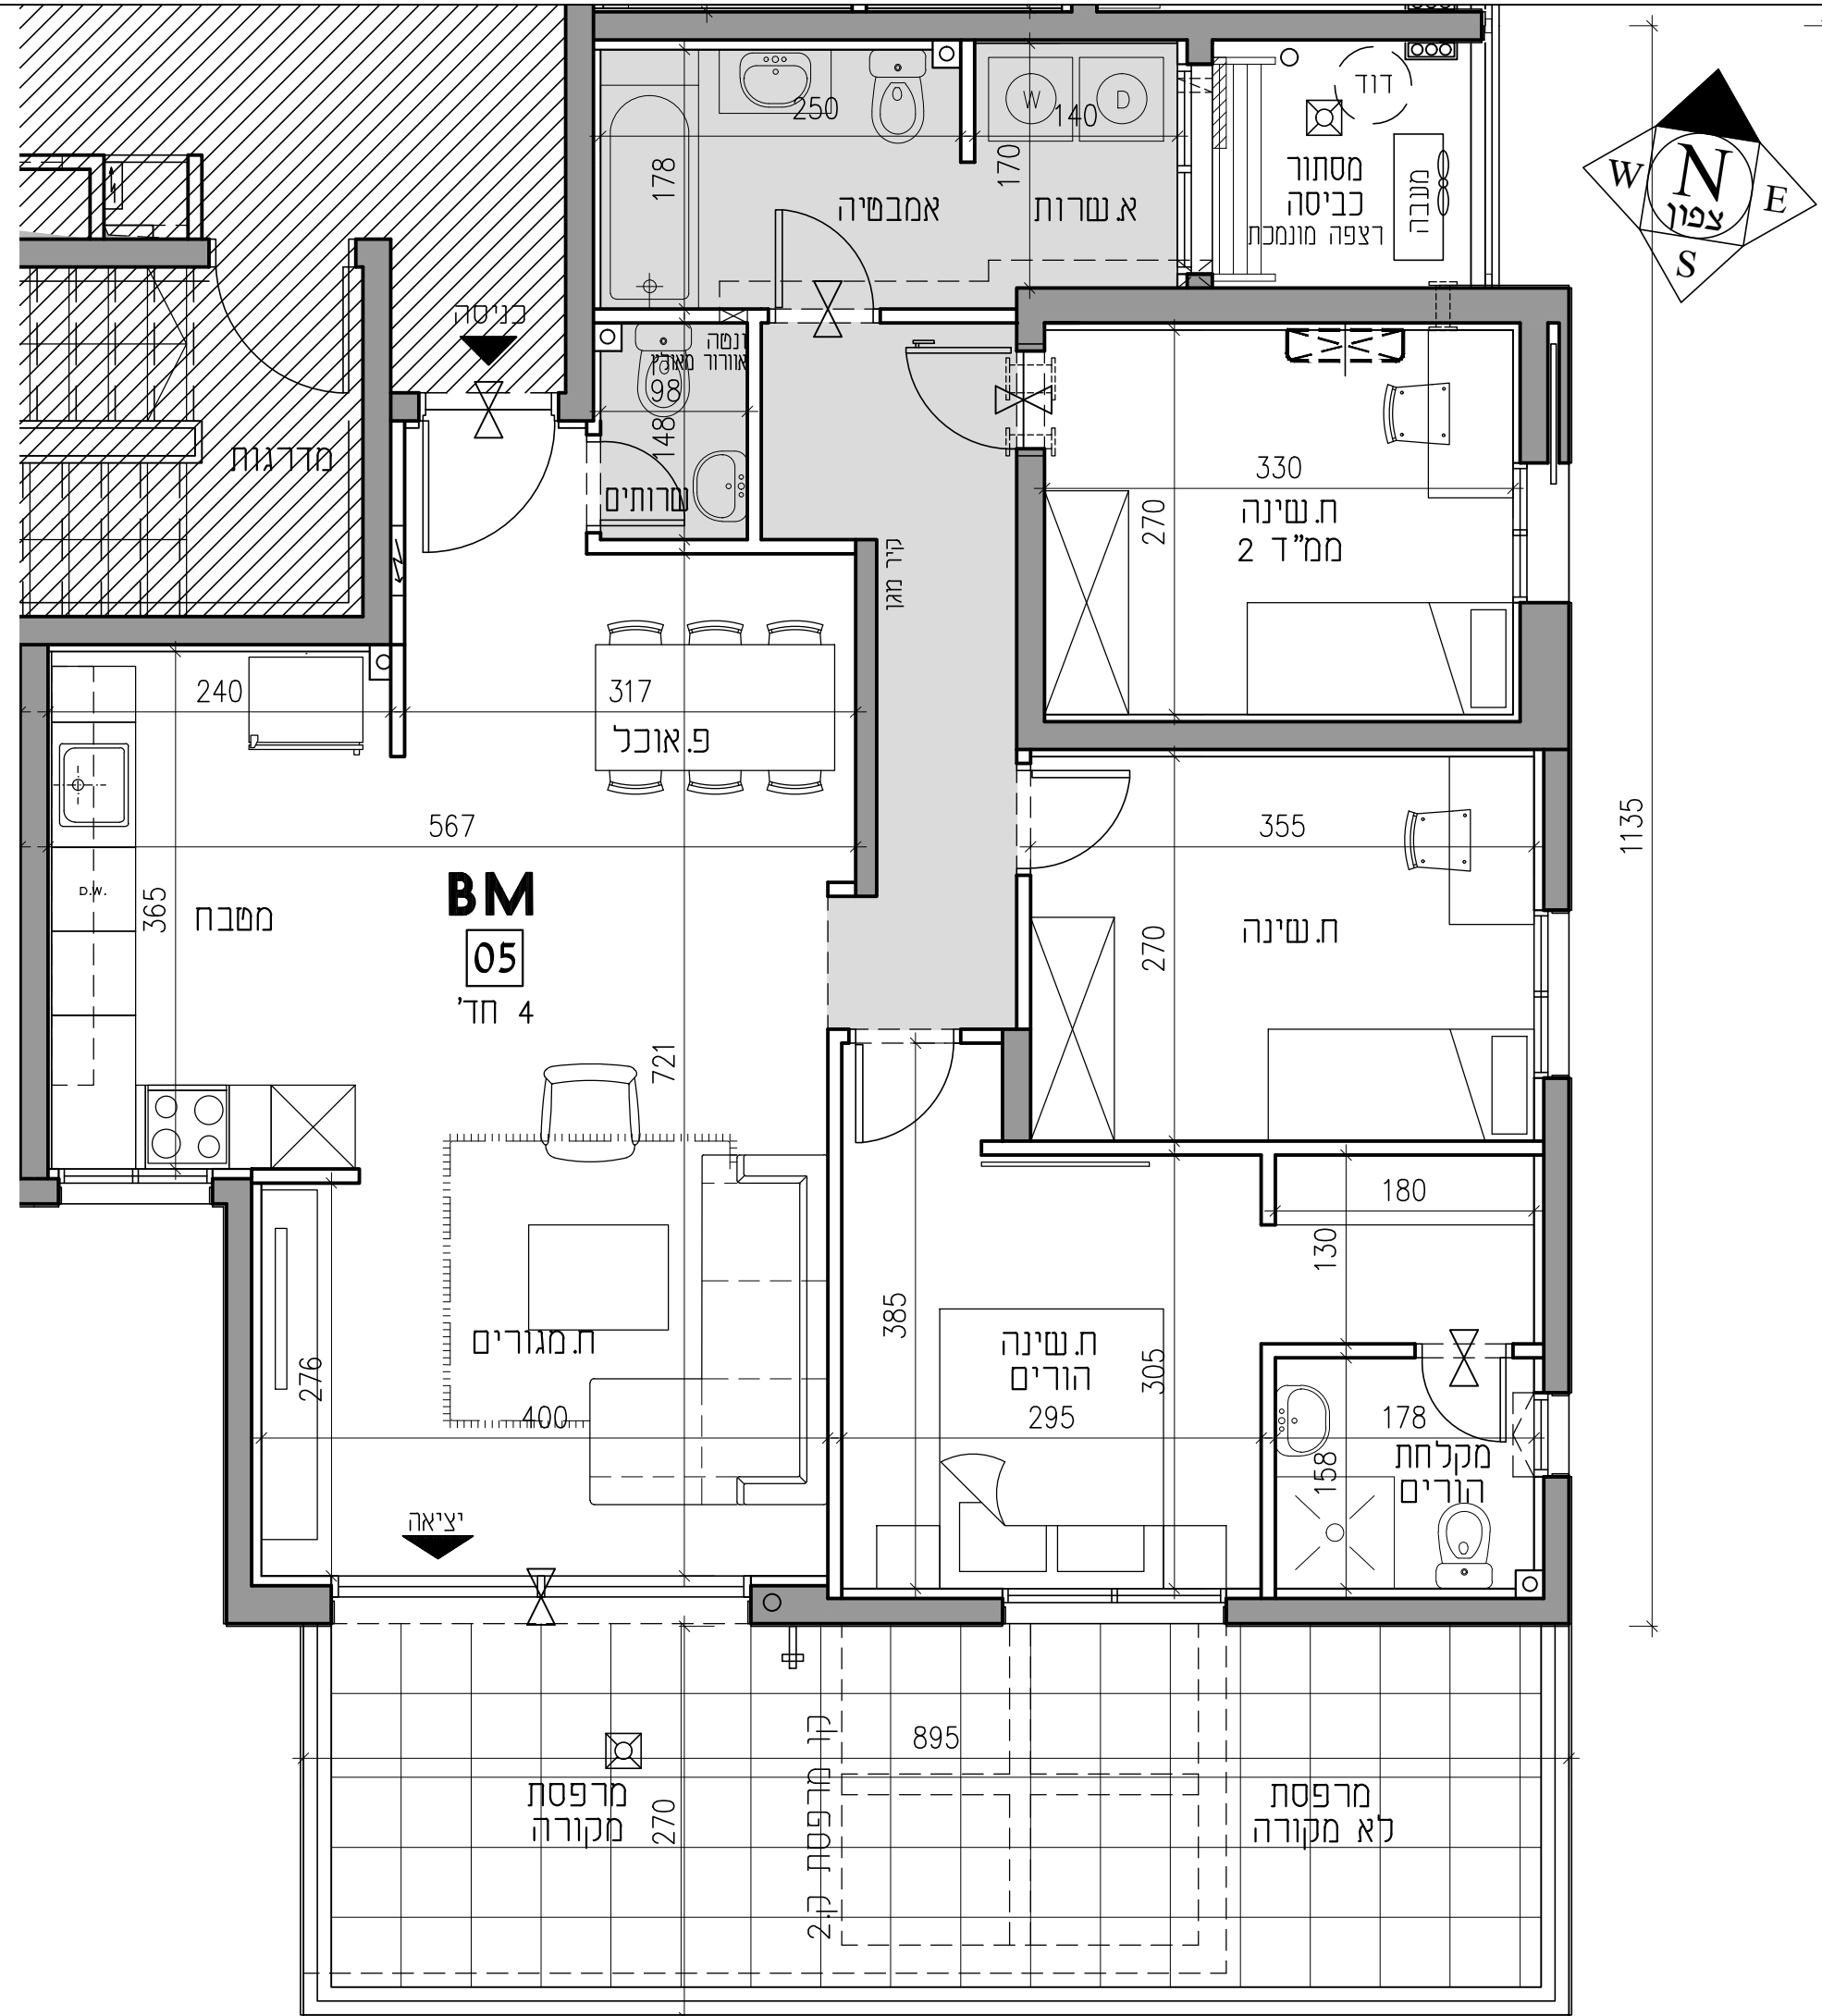 דוד
W
D
250
140
178
170
אמבטיה
א.שרות
מסתור
כביסה
רצפה מונמכת
מעבה
N
צפון
W
E
S
כניסה
ונטה
אוורור מאולץ
98
148
שרותים
מדרגות
330
270
ח.שינה
ממ"ד 2
קיר מגן
240
317
פ.אוכל
567
355
1135
D.W.
365
מטבח
BM
05
4 חד'
270
ח.שינה
721
180
130
385
ח.שינה
הורים
305
295
178
158
מקלחת
הורים
ח.מגורים
276
400
יציאה
895
270
מרפסת
מקורה
קו מרפסת ק.2
מרפסת
לא מקורה